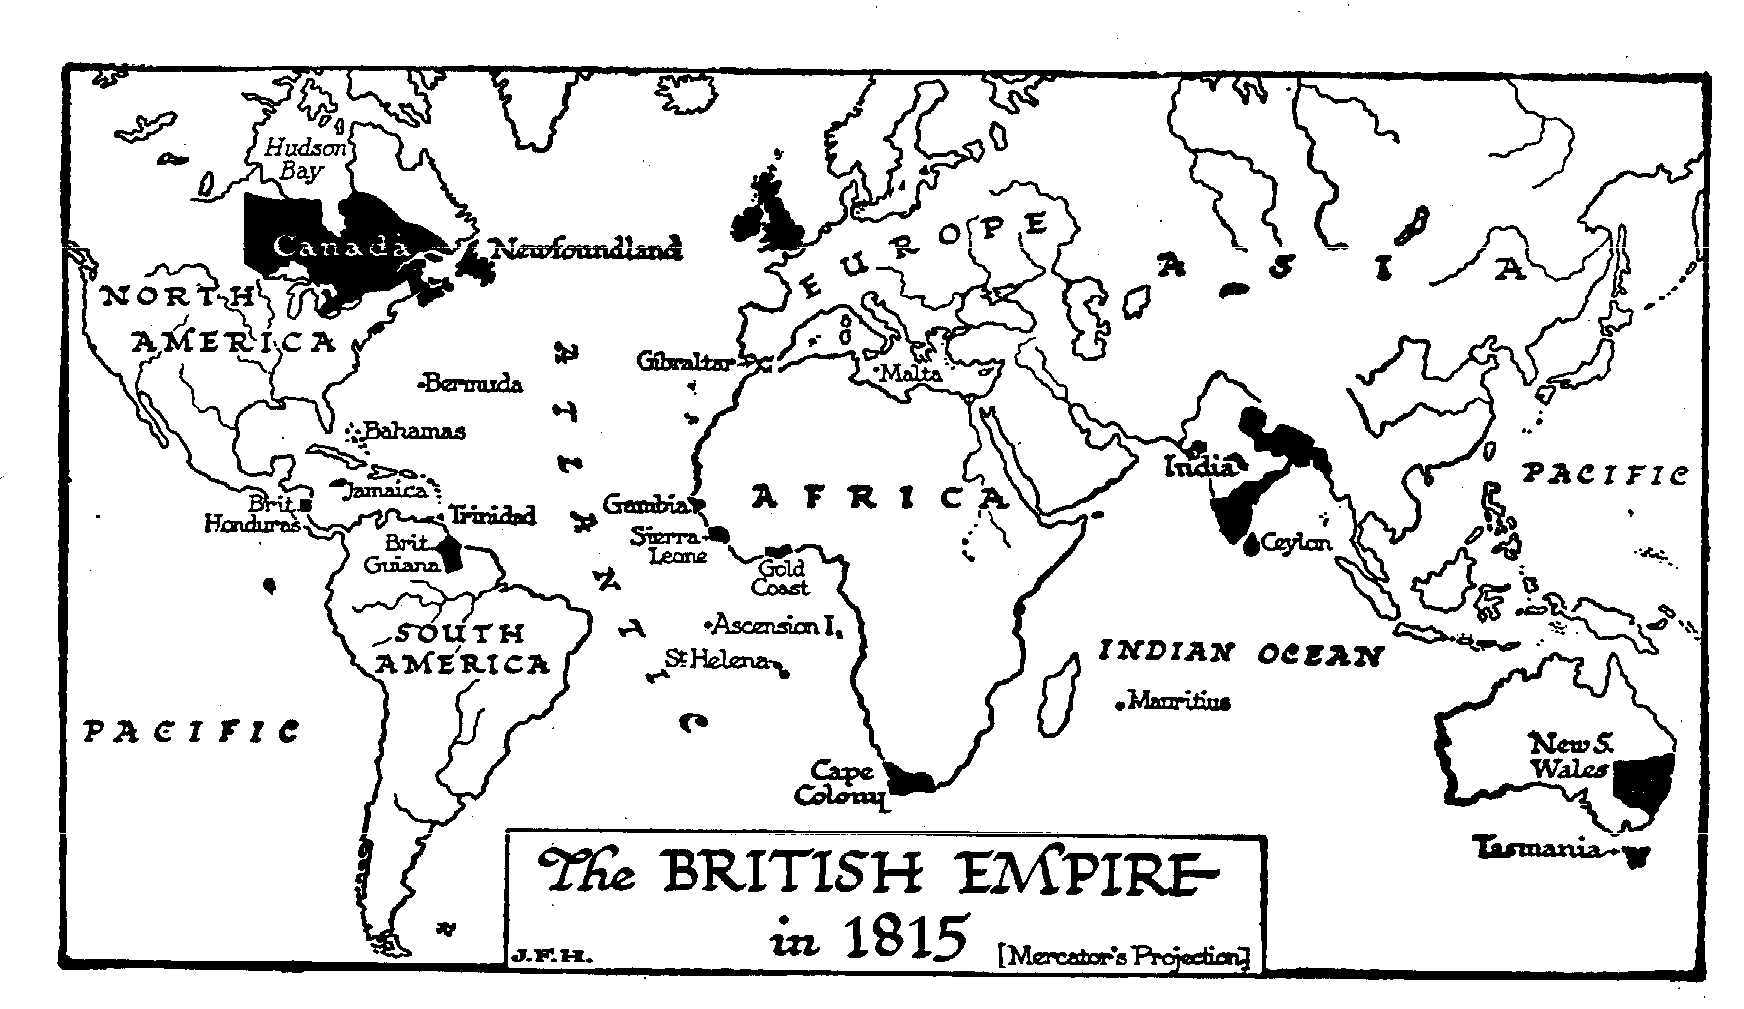 Hudson
Bay
Canada
Newfoundland
NORTH
AMERICA
EUROPE
ASIA
ATLANTIC
Gibraltar
Malta
Bermuda
Bahamas
Jamaica
Brit.
Honduras
Trinidad
Brit
Guiana
Gambia
Sierra
Leone
Gold
Coast
AFRICA
India
Ceylon
PACIFIC
Ascension I.
St Helena
SOUTH
AMERICA
INDIAN OCEAN
Mauritius
PACIFIC
Cape
Colony
New S.
Wales
Tasmania
The BRITISH EMPIRE
in 1815
J.F.H.
[Mercator's Projection]